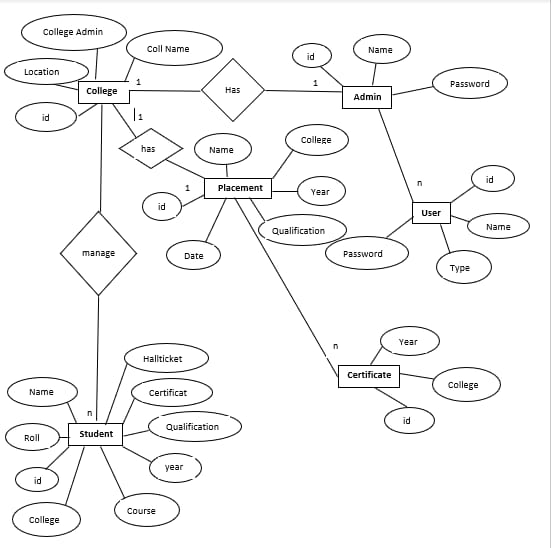 College Admin
Coll Name
Location
College
id
1
Has
1
id
Name
Password
Admin
1
has
Name
College
1
Placement
Year
id
Qualification
Date
n
id
User
Name
Password
Type
manage
n
Year
Certificate
College
id
Hallticket
Name
Certificat
n
Student
Qualification
Roll
year
id
College
Course